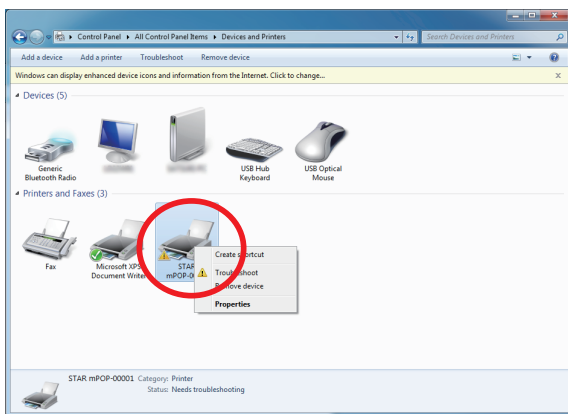 Control Panel ▸ All Control Panel Items ▸ Devices and Printers
Search Devices and Printers
Add a device Add a printer Troubleshoot Remove device
Windows can display enhanced device icons and information from the Internet. Click to change...
Devices (5)
Generic
Bluetooth Radio
USB Hub
Keyboard
USB Optical
Mouse
Printers and Faxes (3)
Fax
Microsoft XPS
Document Writer
STAR
Create shortcut
Troubleshoot
Remove device
Properties
STAR mPOP-00001 Category: Printer
Status: Needs troubleshooting